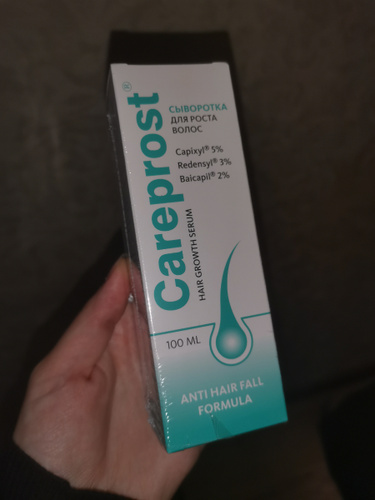 Careprost®
HAIR GROWTH SERUM
СЫВОРОТКА
ДЛЯ РОСТА
ВОЛОС
Capixyl® 5%
Redensyl® 3%
Baicapil® 2%
100 ML
ANTI HAIR FALL
FORMULA